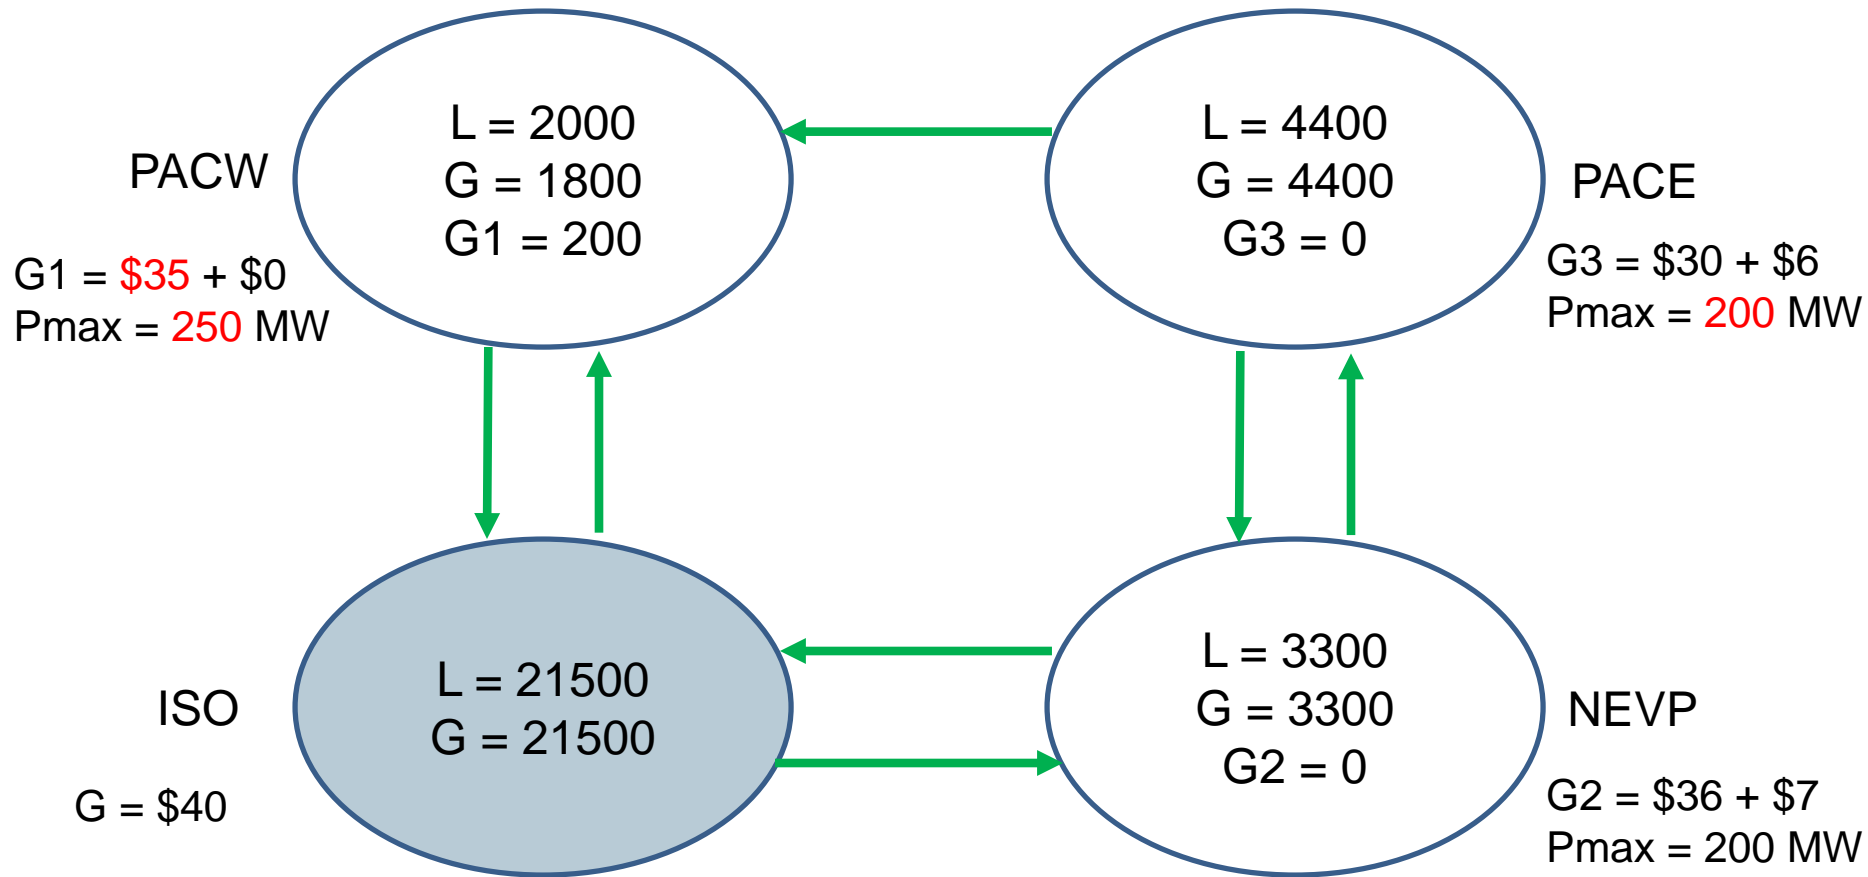 PACW
L = 2000
G = 1800
G1 = 200
G1 = $35 + $0
Pmax = 250 MW
L = 4400
G = 4400
G3 = 0
PACE
G3 = $30 + $6
Pmax = 200 MW
ISO
L = 21500
G = 21500
G = $40
L = 3300
G = 3300
G2 = 0
NEVP
G2 = $36 + $7
Pmax = 200 MW